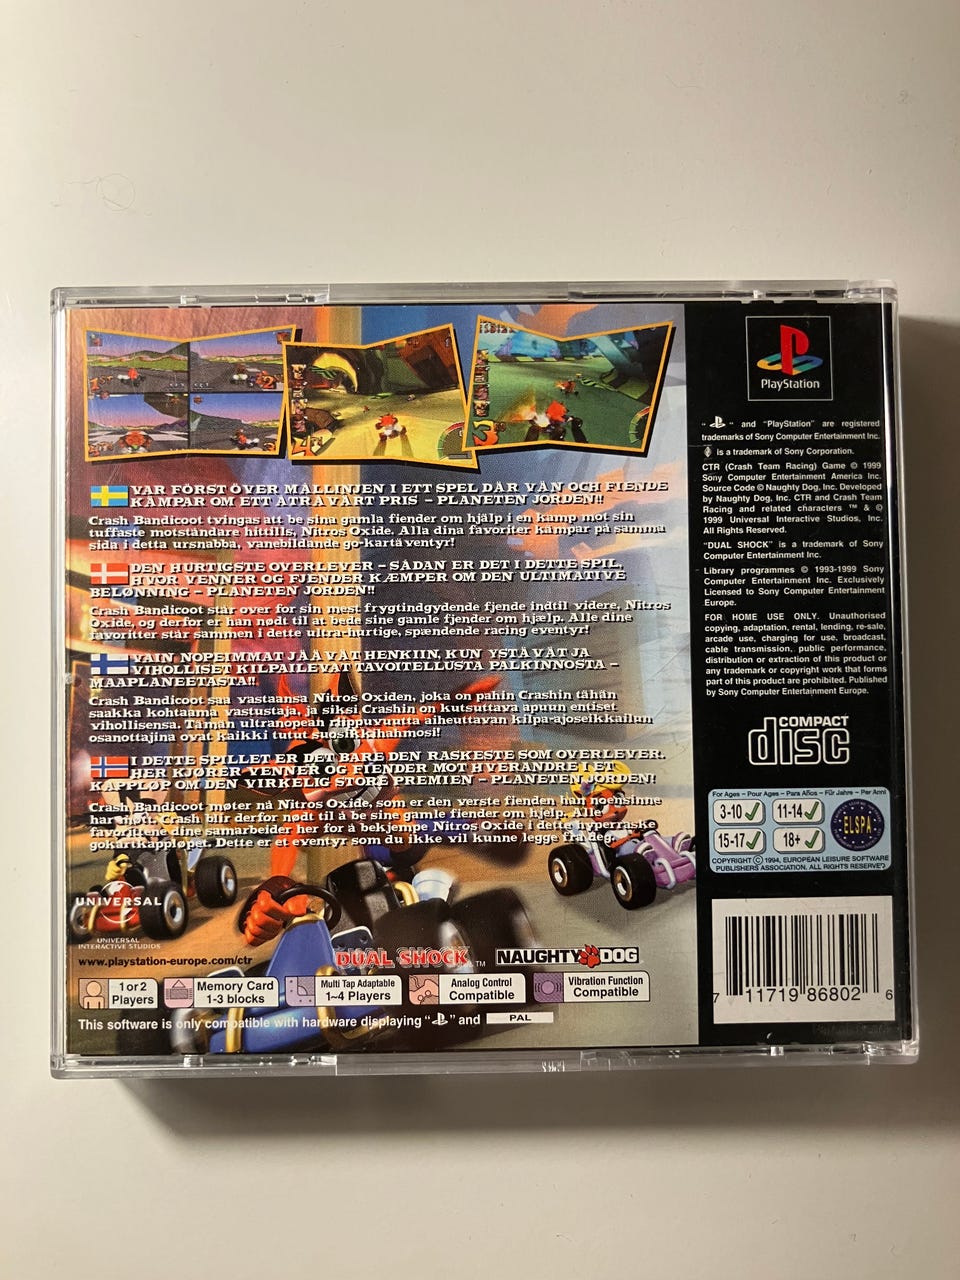 VAR FÖRST ÖVER MÅLLINJEN I ETT SPEL DÄR VÄN OCH FIENDE
KÄMPAR OM ETT ÅTRÅVÄRT PRIS – PLANETEN JORDEN!!
Crash Bandicoot tvingas att be sina gamla fiender om hjälp i en kamp mot sin
tuffaste motståndare hittills, Nitros Oxide. Alla dina favoriter kämpar på samma
sida i detta ursnabba, vanebildande go-kartäventyr!
DEN HURTIGSTE OVERLEVER – SÅDAN ER DET I DETTE SPIL,
HVOR VENNER OG FJENDER KÆMPER OM DEN ULTIMATIVE
BELØNNING – PLANETEN JORDEN!!
Crash Bandicoot står over for sin mest frygtindgydende fjende indtil videre, Nitros
Oxide, og derfor er han nødt til at bede sine gamle fjender om hjælp. Alle dine
favoritter står sammen i dette ultra-hurtige, spændende racing eventyr!
VAIN NOPEIMMAT JÄÄVÄT HENKIIN, KUN YSTÄVÄT JA
VIHOLLISET KILPAILEVAT TAVOITELLUSTA PALKINNOSTA –
MAAPLANEETASTA!!
Crash Bandicoot saa vastaansa Nitros Oxiden, joka on pahin Crashin tähän
saakka kohtaama vastustaja, ja siksi Crashin on kutsuttava apuun entiset
vihollisensa. Tämän ultranopean riippuvuutta aiheuttavan kilpa-ajoseikkailun
osanottajina ovat kaikki tutut suosikkihahmosi!
I DETTE SPILLET ER DET BARE DEN RASKESTE SOM OVERLEVER.
HER KJØRER VENNER OG FIENDER MOT HVERANDRE I ET
KAPPLØP OM DEN VIRKELIG STORE PREMIEN – PLANETEN JORDEN!
Crash Bandicoot møter nå Nitros Oxide, som er den verste fienden han noensinne
har møtt. Crash blir derfor nødt til å be sine gamle fiender om hjelp. Alle
favorittene dine samarbeider her for å bekjempe Nitros Oxide i dette hyperraske
gokartkappløpet. Dette er et eventyr som du ikke vil kunne legge fra deg.
UNIVERSAL
UNIVERSAL
INTERACTIVE STUDIOS
www.playstation-europe.com/ctr
DUAL SHOCK™
NAUGHTY DOG
1 or 2
Players
Memory Card
1-3 blocks
Multi Tap Adaptable
1~4 Players
Analog Control
Compatible
Vibration Function
Compatible
This software is only compatible with hardware displaying " " and PAL
PlayStation
" " and "PlayStation" are registered
trademarks of Sony Computer Entertainment Inc.
is a trademark of Sony Corporation.
CTR (Crash Team Racing) Game © 1999
Sony Computer Entertainment America Inc.
Source Code © Naughty Dog, Inc. Developed
by Naughty Dog, Inc. CTR and Crash Team
Racing and related characters ™ & ©
1999 Universal Interactive Studios, Inc.
All Rights Reserved.
"DUAL SHOCK" is a trademark of Sony
Computer Entertainment Inc.
Library programmes © 1993-1999 Sony
Computer Entertainment Inc. Exclusively
Licensed to Sony Computer Entertainment
Europe.
FOR HOME USE ONLY. Unauthorised
copying, adaptation, rental, lending, re-sale,
arcade use, charging for use, broadcast,
cable transmission, public performance,
distribution or extraction of this product or
any trademark or copyright work that forms
part of this product are prohibited. Published
by Sony Computer Entertainment Europe.
COMPACT
disc
For Ages – Pour Ages – Para Años – Für Jahre – Per Anni
3-10 11-14
15-17 18+
ELSPA
COPYRIGHT © 1994, EUROPEAN LEISURE SOFTWARE
PUBLISHERS ASSOCIATION, ALL RIGHTS RESERVED
7 11719 86802 6